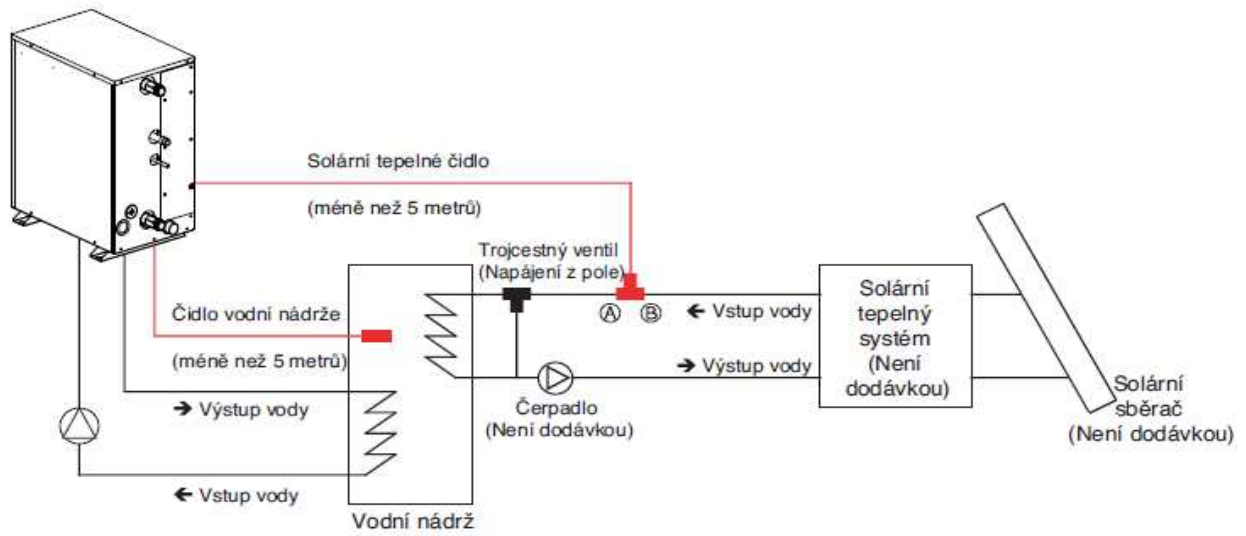 Solární tepelné čidlo
(méně než 5 metrů)
Trojcestný ventil
(Napájení z pole)
Ⓐ Ⓑ
← Vstup vody
Solární
tepelný
systém
(Není
dodávkou)
Čidlo vodní nádrže
(méně než 5 metrů)
→ Výstup vody
Solární
sběrač
(Není dodávkou)
→ Výstup vody
Čerpadlo
(Není dodávkou)
← Vstup vody
Vodní nádrž